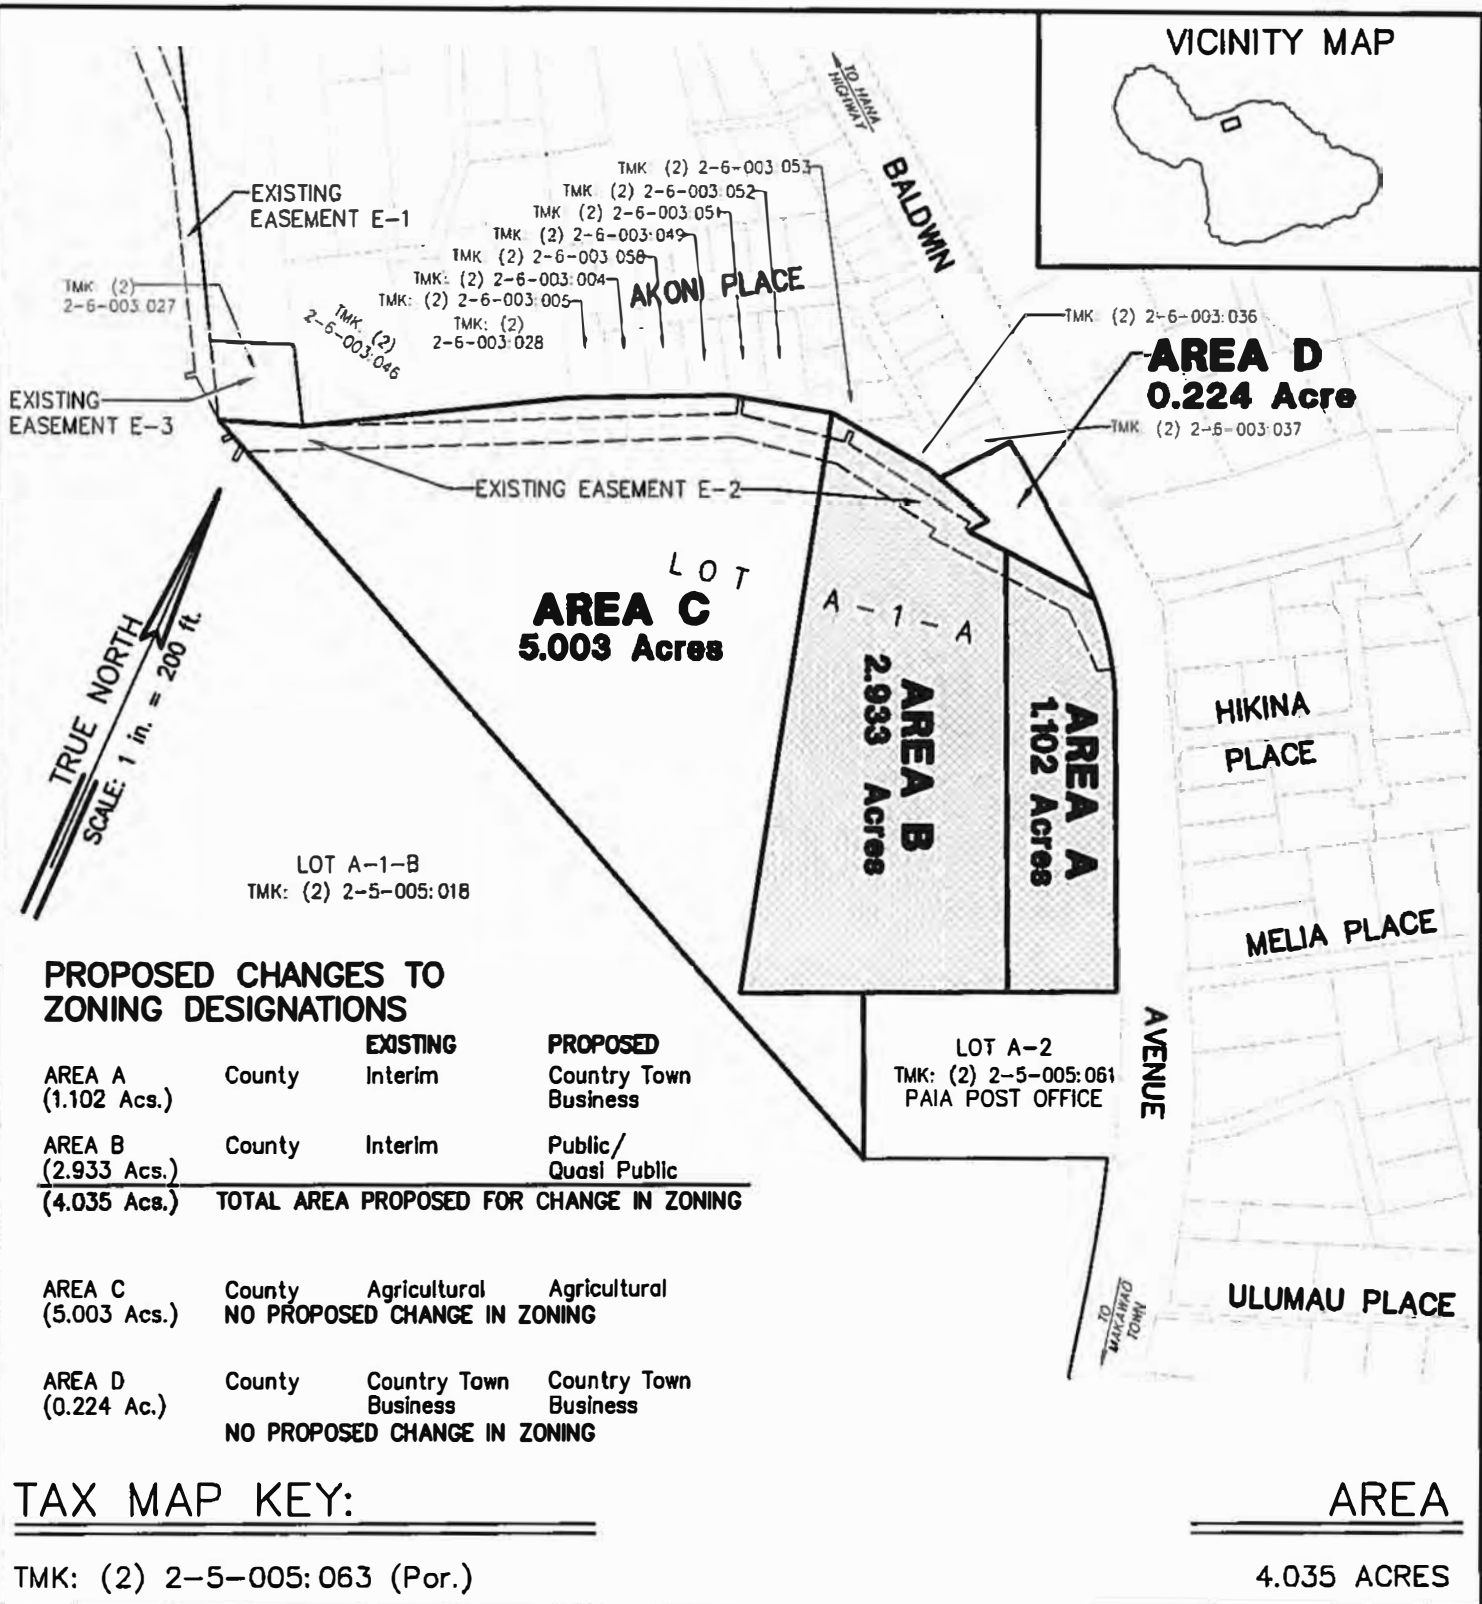 VICINITY MAP
TO HANA
HIGHWAY
BALDWIN
TMK: (2) 2-6-003:053
TMK: (2) 2-6-003:052
TMK: (2) 2-6-003:051
TMK: (2) 2-6-003:049
TMK: (2) 2-6-003:058
TMK: (2) 2-6-003:004
TMK: (2) 2-6-003:005
TMK: (2)
2-6-003:028
AKONI PLACE
EXISTING
EASEMENT E-1
TMK: (2)
2-6-003:027
TMK: (2)
2-6-003:046
EXISTING
EASEMENT E-3
TMK: (2) 2-6-003:036
AREA D
0.224 Acre
TMK: (2) 2-6-003:037
EXISTING EASEMENT E-2
LOT
A-1-A
AREA C
5.003 Acres
AREA B
2.933 Acres
AREA A
1.102 Acres
TRUE NORTH
SCALE: 1 in. = 200 ft.
HIKINA
PLACE
MELIA PLACE
LOT A-1-B
TMK: (2) 2-5-005:018
LOT A-2
TMK: (2) 2-5-005:061
PAIA POST OFFICE
AVENUE
TO
MAKAWAO
TOWN
ULUMAU PLACE
PROPOSED CHANGES TO
ZONING DESIGNATIONS
EXISTING PROPOSED
AREA A County Interim Country Town
(1.102 Acs.) Business
AREA B County Interim Public/
(2.933 Acs.) Quasi Public
(4.035 Acs.) TOTAL AREA PROPOSED FOR CHANGE IN ZONING
AREA C County Agricultural Agricultural
(5.003 Acs.) NO PROPOSED CHANGE IN ZONING
AREA D County Country Town Country Town
(0.224 Ac.) Business Business
NO PROPOSED CHANGE IN ZONING
TAX MAP KEY: AREA
TMK: (2) 2-5-005:063 (Por.) 4.035 ACRES